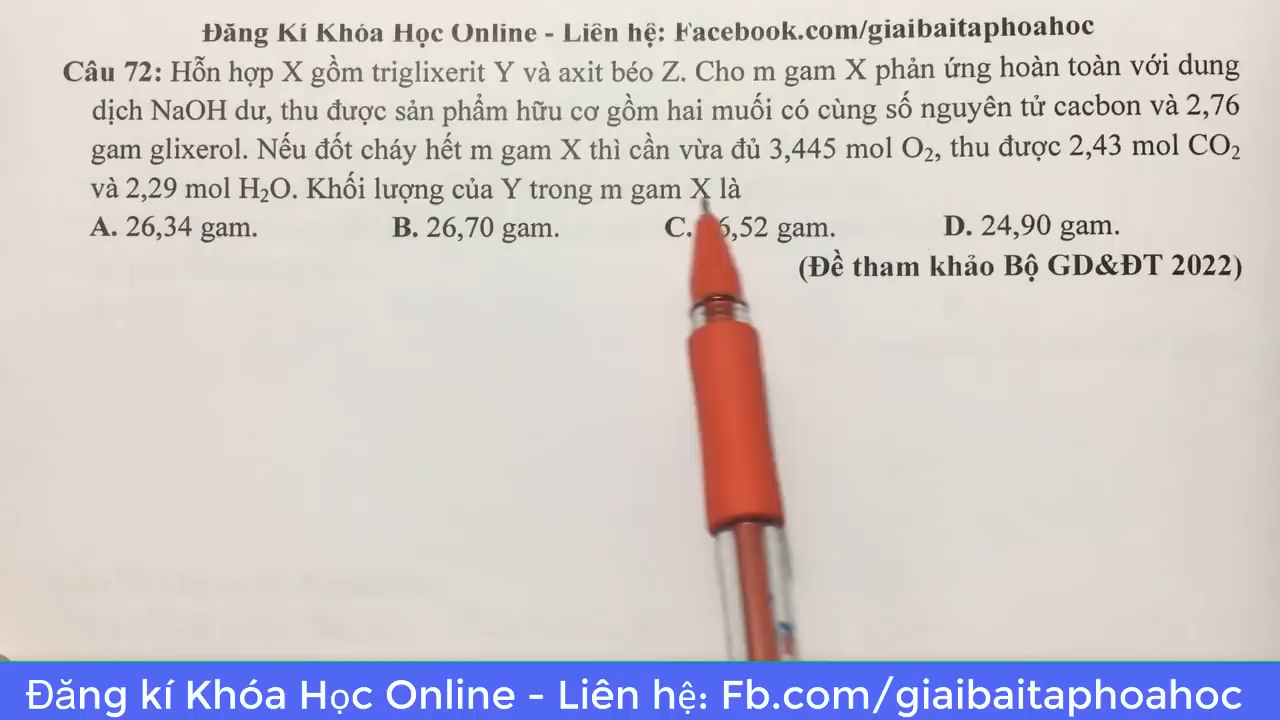 Đăng Kí Khóa Học Online - Liên hệ: Facebook.com/giaibaitaphoahoc
Câu 72: Hỗn hợp X gồm triglixerit Y và axit béo Z. Cho m gam X phản ứng hoàn toàn với dung
dịch NaOH dư, thu được sản phẩm hữu cơ gồm hai muối có cùng số nguyên tử cacbon và 2,76
gam glixerol. Nếu đốt cháy hết m gam X thì cần vừa đủ 3,445 mol O₂, thu được 2,43 mol CO₂
và 2,29 mol H₂O. Khối lượng của Y trong m gam X là
A. 26,34 gam. B. 26,70 gam. C. 6,52 gam. D. 24,90 gam.
(Đề tham khảo Bộ GD&ĐT 2022)
Đăng kí Khóa Học Online - Liên hệ: Fb.com/giaibaitaphoahoc